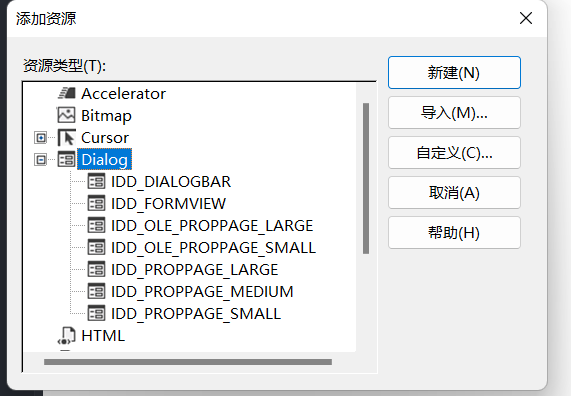 添加资源
资源类型(T):
Accelerator
Bitmap
Cursor
Dialog
IDD_DIALOGBAR
IDD_FORMVIEW
IDD_OLE_PROPPAGE_LARGE
IDD_OLE_PROPPAGE_SMALL
IDD_PROPPAGE_LARGE
IDD_PROPPAGE_MEDIUM
IDD_PROPPAGE_SMALL
HTML
新建(N)
导入(M)...
自定义(C)...
取消(A)
帮助(H)